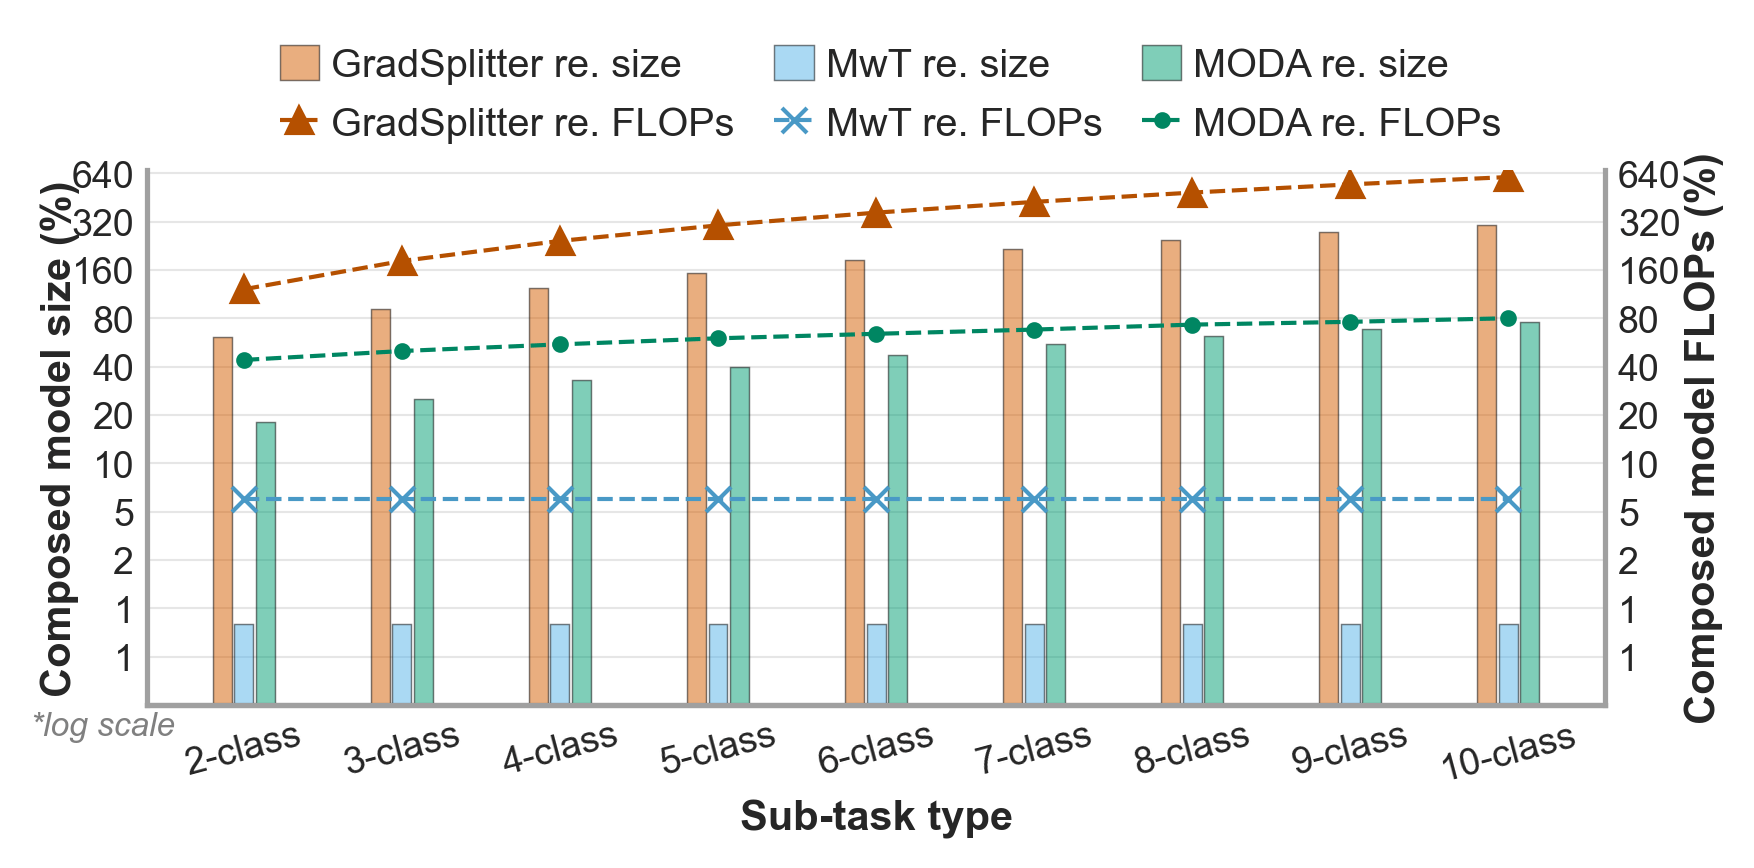 GradSplitter re. size
MwT re. size
MODA re. size
GradSplitter re. FLOPs
MwT re. FLOPs
MODA re. FLOPs
Composed model size (%)
640
320
160
80
40
20
10
5
2
1
1
640
320
160
80
40
20
10
5
2
1
1
Composed model FLOPs (%)
*log scale
2-class
3-class
4-class
5-class
6-class
7-class
8-class
9-class
10-class
Sub-task type